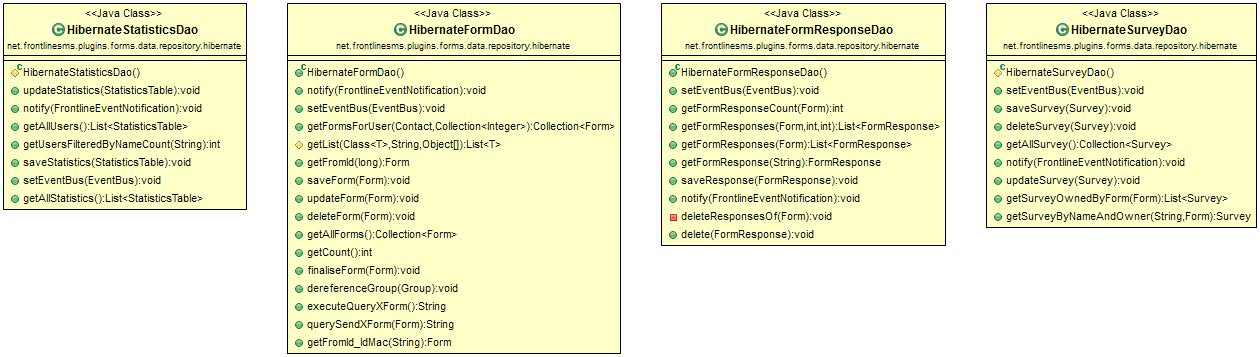 <<Java Class>>
HibernateStatisticsDao
net.frontlinesms.plugins.forms.data.repository.hibernate
HibernateStatisticsDao()
updateStatistics(StatisticsTable):void
notify(FrontlineEventNotification):void
getAllUsers():List<StatisticsTable>
getUsersFilteredByNameCount(String):int
saveStatistics(StatisticsTable):void
setEventBus(EventBus):void
getAllStatistics():List<StatisticsTable>
<<Java Class>>
HibernateFormDao
net.frontlinesms.plugins.forms.data.repository.hibernate
HibernateFormDao()
notify(FrontlineEventNotification):void
setEventBus(EventBus):void
getFormsForUser(Contact,Collection<Integer>):Collection<Form>
getList(Class<T>,String,Object[]):List<T>
getFromId(long):Form
saveForm(Form):void
updateForm(Form):void
deleteForm(Form):void
getAllForms():Collection<Form>
getCount():int
finaliseForm(Form):void
dereferenceGroup(Group):void
executeQueryXForm():String
querySendXForm(Form):String
getFromId_IdMac(String):Form
<<Java Class>>
HibernateFormResponseDao
net.frontlinesms.plugins.forms.data.repository.hibernate
HibernateFormResponseDao()
setEventBus(EventBus):void
getFormResponseCount(Form):int
getFormResponses(Form,int,int):List<FormResponse>
getFormResponses(Form):List<FormResponse>
getFormResponse(String):FormResponse
saveResponse(FormResponse):void
notify(FrontlineEventNotification):void
deleteResponsesOf(Form):void
delete(FormResponse):void
<<Java Class>>
HibernateSurveyDao
net.frontlinesms.plugins.forms.data.repository.hibernate
HibernateSurveyDao()
setEventBus(EventBus):void
saveSurvey(Survey):void
deleteSurvey(Survey):void
getAllSurvey():Collection<Survey>
notify(FrontlineEventNotification):void
updateSurvey(Survey):void
getSurveyOwnedByForm(Form):List<Survey>
getSurveyByNameAndOwner(String,Form):Survey